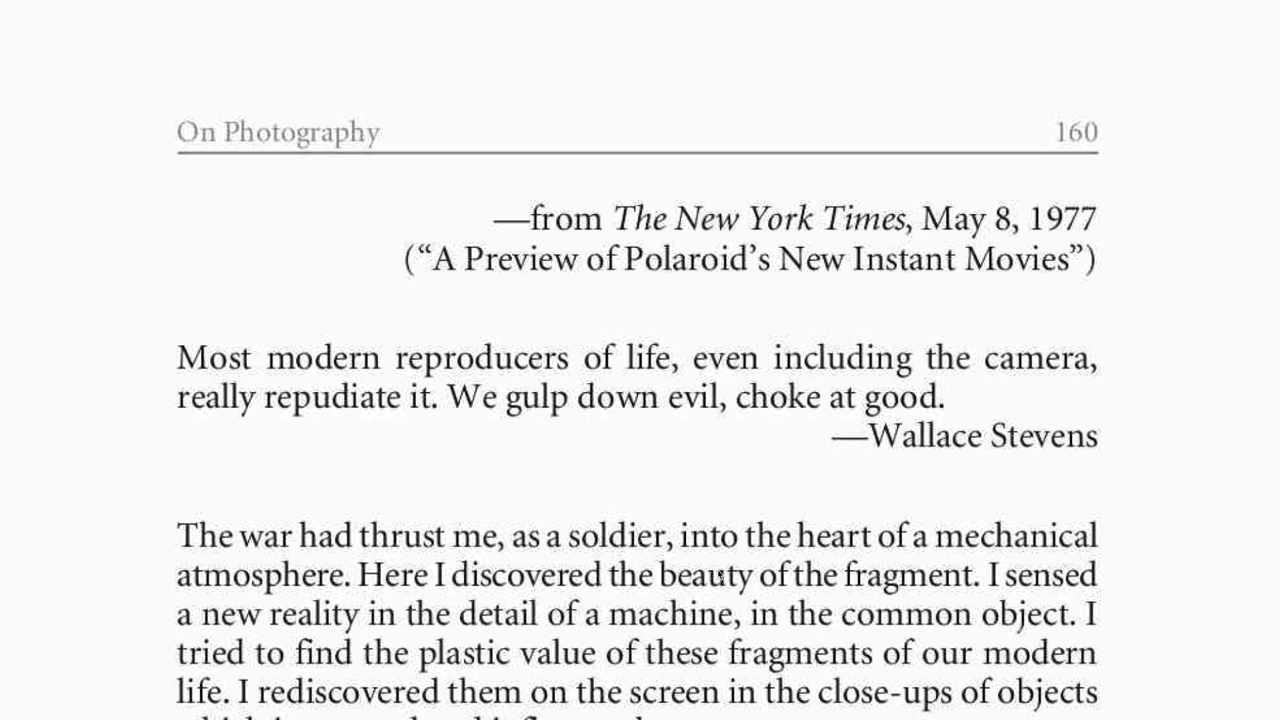 On Photography 160
—from The New York Times, May 8, 1977
(“A Preview of Polaroid’s New Instant Movies”)
Most modern reproducers of life, even including the camera,
really repudiate it. We gulp down evil, choke at good.
—Wallace Stevens
The war had thrust me, as a soldier, into the heart of a mechanical
atmosphere. Here I discovered the beauty of the fragment. I sensed
a new reality in the detail of a machine, in the common object. I
tried to find the plastic value of these fragments of our modern
life. I rediscovered them on the screen in the close-ups of objects